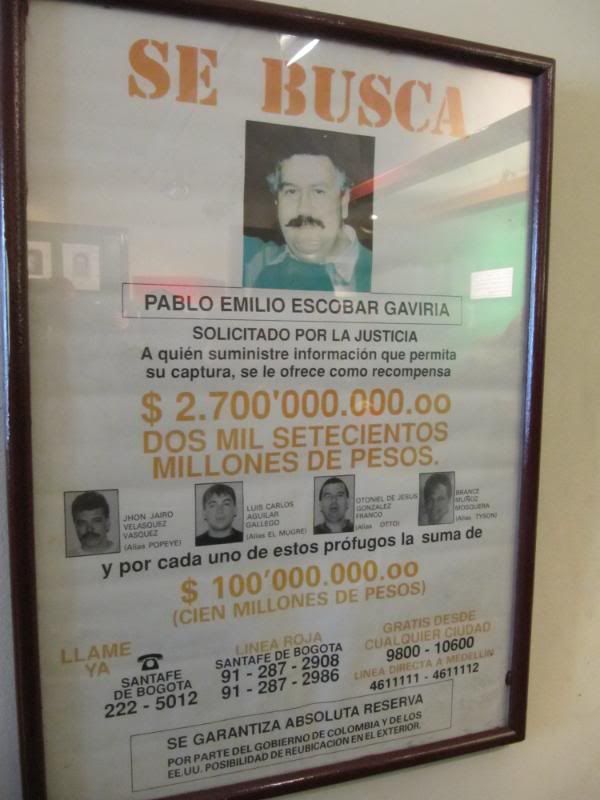 SE BUSCA
PABLO EMILIO ESCOBAR GAVIRIA
SOLICITADO POR LA JUSTICIA
A quién suministre información que permita
su captura, se le ofrece como recompensa
$ 2.700'000.000.oo
DOS MIL SETECIENTOS
MILLONES DE PESOS.
JHON JAIRO
VELASQUEZ
VASQUEZ
(Alias POPEYE)
LUIS CARLOS
AGUILAR
GALLEGO
(Alias EL MUGRE)
OTONIEL DE JESUS
GONZALEZ
FRANCO
(Alias OTTO)
BRANCE
MUÑOZ
MOSQUERA
(Alias TYSON)
y por cada uno de estos prófugos la suma de
$ 100'000.000.oo
(CIEN MILLONES DE PESOS)
LLAME
YA
SANTAFE
DE BOGOTA
222 - 5012
LINEA ROJA
SANTAFE DE BOGOTA
91 - 287 - 2908
91 - 287 - 2986
GRATIS DESDE
CUALQUIER CIUDAD
9800 - 10600
LINEA DIRECTA A MEDELLIN
4611111 - 4611112
SE GARANTIZA ABSOLUTA RESERVA
POR PARTE DEL GOBIERNO DE COLOMBIA Y DE LOS
EE.UU. POSIBILIDAD DE REUBICACION EN EL EXTERIOR.